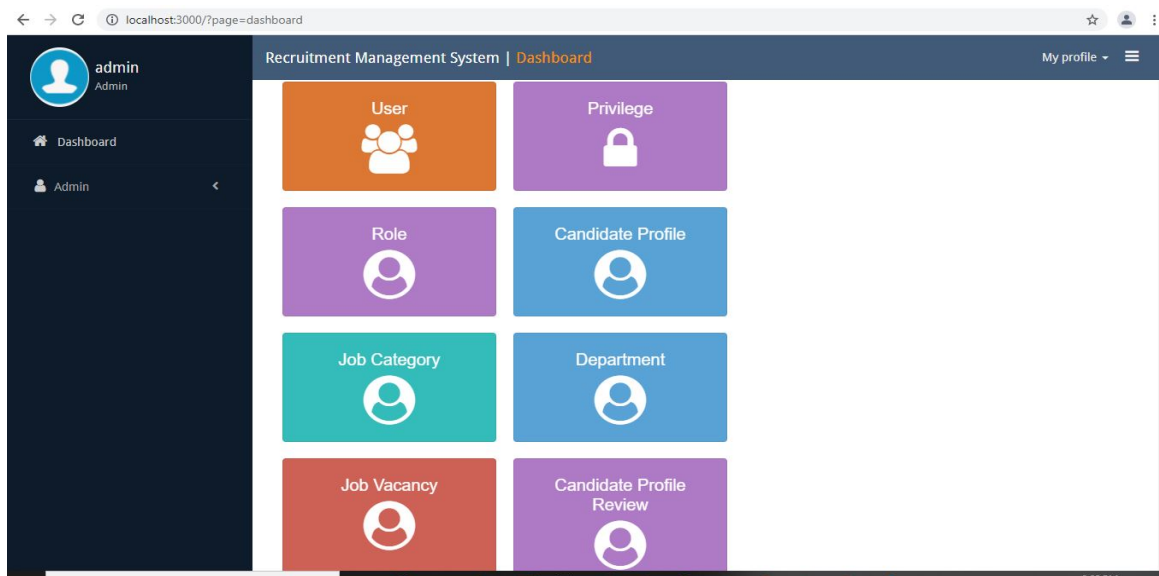 localhost:3000/?page=dashboard
admin
Admin
Recruitment Management System | Dashboard
My profile
Dashboard
Admin
User
Privilege
Role
Candidate Profile
Job Category
Department
Job Vacancy
Candidate Profile
Review